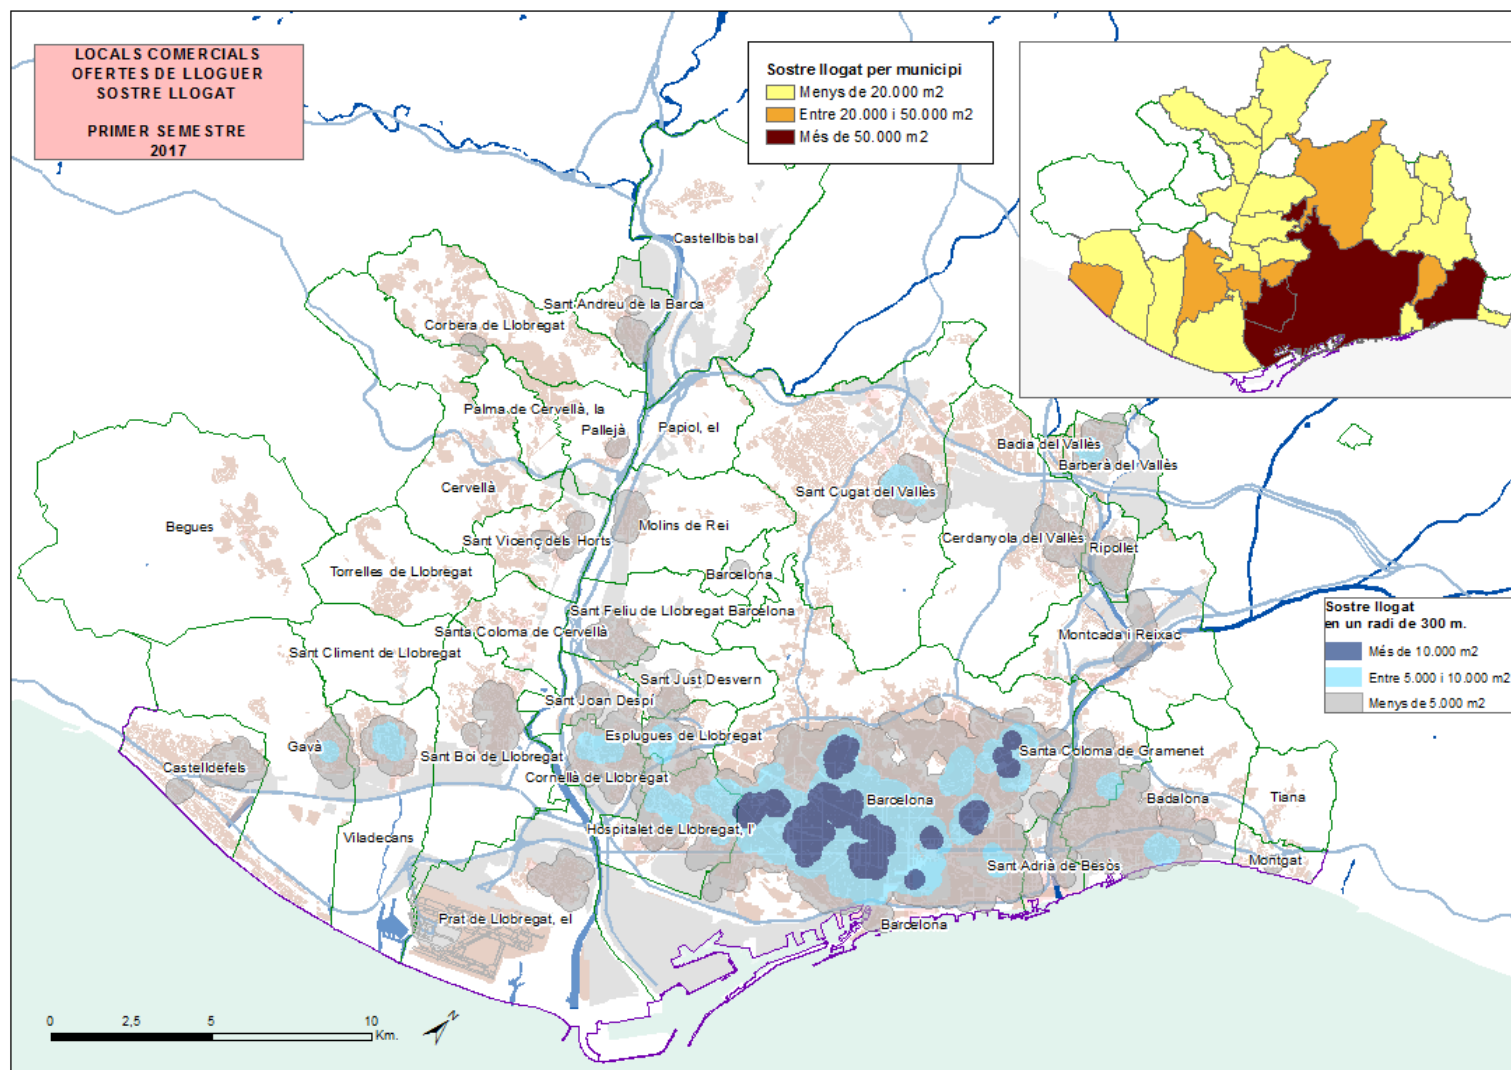 LOCALS COMERCIALS
OFERTES DE LLOGUER
SOSTRE LLOGAT
PRIMER SEMESTRE
2017
Sostre llogat per municipi
Menys de 20.000 m2
Entre 20.000 i 50.000 m2
Més de 50.000 m2
Castellbisbal
Sant Andreu de la Barca
Corbera de Llobregat
Palma de Cervellà, la
Pallejà
Papiol, el
Badia del Vallès
Barberà del Vallès
Sant Cugat del Vallès
Cervellà
Begues
Molins de Rei
Sant Vicenç dels Horts
Cerdanyola del Vallès
Ripollet
Torrelles de Llobregat
Barcelona
Sant Feliu de Llobregat Barcelona
Santa Coloma de Cervellà
Montcada i Reixac
Sostre llogat
en un radi de 300 m.
Més de 10.000 m2
Entre 5.000 i 10.000 m2
Menys de 5.000 m2
Sant Climent de Llobregat
Sant Just Desvern
Sant Joan Despí
Esplugues de Llobregat
Gavà
Sant Boi de Llobregat
Santa Coloma de Gramenet
Castelldefels
Cornellà de Llobregat
Barcelona
Badalona
Tiana
Viladecans
Hospitalet de Llobregat, l'
Sant Adrià de Besòs
Montgat
Prat de Llobregat, el
Barcelona
0 2,5 5 10
Km.
N